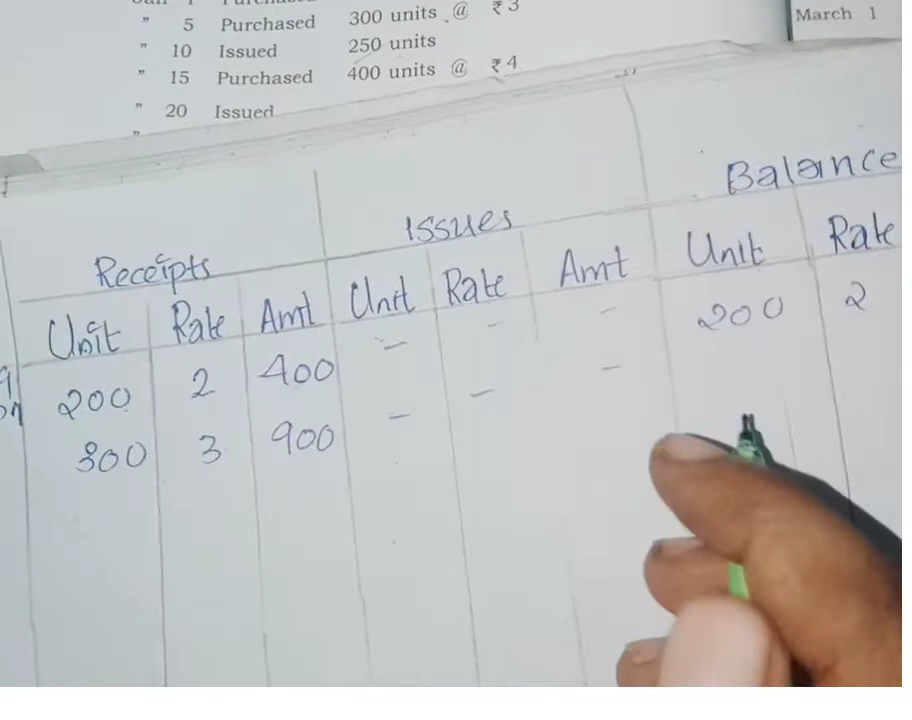 " 5 Purchased 300 units @ ₹ 3
" 10 Issued 250 units
" 15 Purchased 400 units @ ₹ 4
" 20 Issued
"
March 1
Receipts Issues Balance
Unit Rate Amt Unit Rate Amt Unit Rate
200 2 400 - - - 200 2
300 3 900 - - -